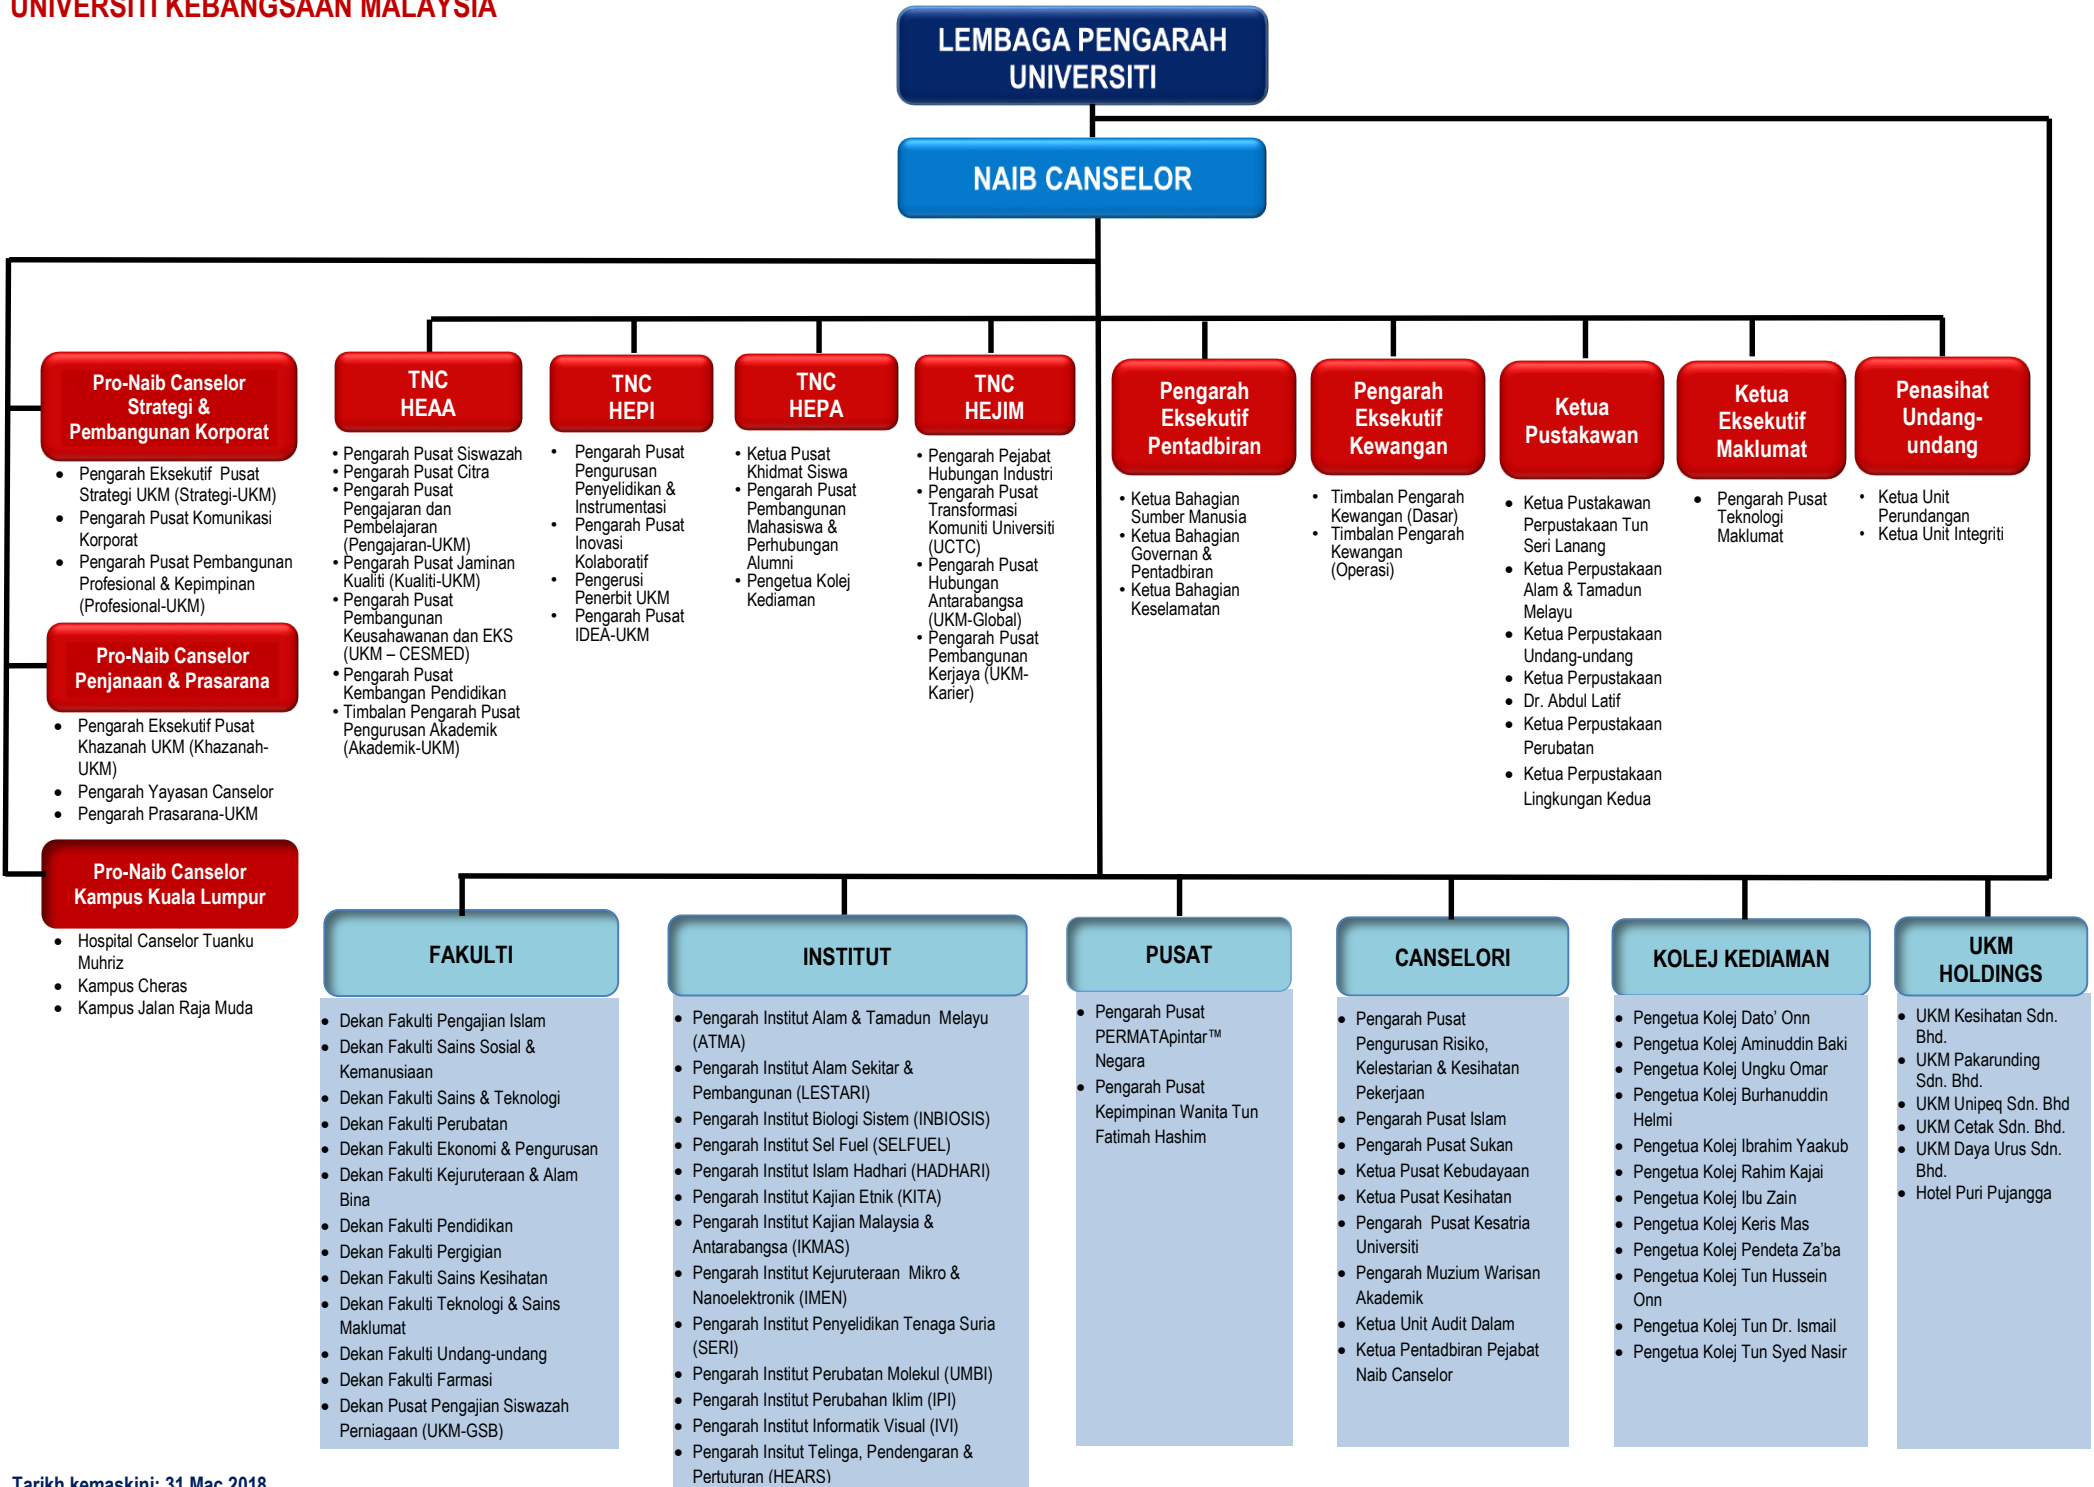 UNIVERSITI KEBANGSAAN MALAYSIA
LEMBAGA PENGARAH
UNIVERSITI
NAIB CANSELOR
Pro-Naib Canselor
Strategi &
Pembangunan Korporat
• Pengarah Eksekutif Pusat
Strategi UKM (Strategi-UKM)
• Pengarah Pusat Komunikasi
Korporat
• Pengarah Pusat Pembangunan
Profesional & Kepimpinan
(Profesional-UKM)
Pro-Naib Canselor
Penjanaan & Prasarana
• Pengarah Eksekutif Pusat
Khazanah UKM (Khazanah-
UKM)
• Pengarah Yayasan Canselor
• Pengarah Prasarana-UKM
Pro-Naib Canselor
Kampus Kuala Lumpur
• Hospital Canselor Tuanku
Muhriz
• Kampus Cheras
• Kampus Jalan Raja Muda
TNC
HEAA
• Pengarah Pusat Siswazah
• Pengarah Pusat Citra
• Pengarah Pusat
Pengajaran dan
Pembelajaran
(Pengajaran-UKM)
• Pengarah Pusat Jaminan
Kualiti (Kualiti-UKM)
• Pengarah Pusat
Pembangunan
Keusahawanan dan EKS
(UKM – CESMED)
• Pengarah Pusat
Kembangan Pendidikan
• Timbalan Pengarah Pusat
Pengurusan Akademik
(Akademik-UKM)
TNC
HEPI
• Pengarah Pusat
Pengurusan
Penyelidikan &
Instrumentasi
• Pengarah Pusat
Inovasi
Kolaboratif
• Pengerusi
Penerbit UKM
• Pengarah Pusat
IDEA-UKM
TNC
HEPA
• Ketua Pusat
Khidmat Siswa
• Pengarah Pusat
Pembangunan
Mahasiswa &
Perhubungan
Alumni
• Pengetua Kolej
Kediaman
TNC
HEJIM
• Pengarah Pejabat
Hubungan Industri
• Pengarah Pusat
Transformasi
Komuniti Universiti
(UCTC)
• Pengarah Pusat
Hubungan
Antarabangsa
(UKM-Global)
• Pengarah Pusat
Pembangunan
Kerjaya (UKM-
Karier)
Pengarah
Eksekutif
Pentadbiran
• Ketua Bahagian
Sumber Manusia
• Ketua Bahagian
Governan &
Pentadbiran
• Ketua Bahagian
Keselamatan
Pengarah
Eksekutif
Kewangan
• Timbalan Pengarah
Kewangan (Dasar)
• Timbalan Pengarah
Kewangan
(Operasi)
Ketua
Pustakawan
• Ketua Pustakawan
Perpustakaan Tun
Seri Lanang
• Ketua Perpustakaan
Alam & Tamadun
Melayu
• Ketua Perpustakaan
Undang-undang
• Ketua Perpustakaan
• Dr. Abdul Latif
• Ketua Perpustakaan
Perubatan
• Ketua Perpustakaan
Lingkungan Kedua
Ketua
Eksekutif
Maklumat
• Pengarah Pusat
Teknologi
Maklumat
Penasihat
Undang-
undang
• Ketua Unit
Perundangan
• Ketua Unit Integriti
FAKULTI
• Dekan Fakulti Pengajian Islam
• Dekan Fakulti Sains Sosial &
Kemanusiaan
• Dekan Fakulti Sains & Teknologi
• Dekan Fakulti Perubatan
• Dekan Fakulti Ekonomi & Pengurusan
• Dekan Fakulti Kejuruteraan & Alam
Bina
• Dekan Fakulti Pendidikan
• Dekan Fakulti Pergigian
• Dekan Fakulti Sains Kesihatan
• Dekan Fakulti Teknologi & Sains
Maklumat
• Dekan Fakulti Undang-undang
• Dekan Fakulti Farmasi
• Dekan Pusat Pengajian Siswazah
Perniagaan (UKM-GSB)
INSTITUT
• Pengarah Institut Alam & Tamadun Melayu
(ATMA)
• Pengarah Institut Alam Sekitar &
Pembangunan (LESTARI)
• Pengarah Institut Biologi Sistem (INBIOSIS)
• Pengarah Institut Sel Fuel (SELFUEL)
• Pengarah Institut Islam Hadhari (HADHARI)
• Pengarah Institut Kajian Etnik (KITA)
• Pengarah Institut Kajian Malaysia &
Antarabangsa (IKMAS)
• Pengarah Institut Kejuruteraan Mikro &
Nanoelektronik (IMEN)
• Pengarah Institut Penyelidikan Tenaga Suria
(SERI)
• Pengarah Institut Perubatan Molekul (UMBI)
• Pengarah Institut Perubahan Iklim (IPI)
• Pengarah Institut Informatik Visual (IVI)
• Pengarah Insitut Telinga, Pendengaran &
Pertuturan (HEARS)
PUSAT
• Pengarah Pusat
PERMATApintar™
Negara
• Pengarah Pusat
Kepimpinan Wanita Tun
Fatimah Hashim
CANSELORI
• Pengarah Pusat
Pengurusan Risiko,
Kelestarian & Kesihatan
Pekerjaan
• Pengarah Pusat Islam
• Pengarah Pusat Sukan
• Ketua Pusat Kebudayaan
• Ketua Pusat Kesihatan
• Pengarah Pusat Kesatria
Universiti
• Pengarah Muzium Warisan
Akademik
• Ketua Unit Audit Dalam
• Ketua Pentadbiran Pejabat
Naib Canselor
KOLEJ KEDIAMAN
• Pengetua Kolej Dato’ Onn
• Pengetua Kolej Aminuddin Baki
• Pengetua Kolej Ungku Omar
• Pengetua Kolej Burhanuddin
Helmi
• Pengetua Kolej Ibrahim Yaakub
• Pengetua Kolej Rahim Kajai
• Pengetua Kolej Ibu Zain
• Pengetua Kolej Keris Mas
• Pengetua Kolej Pendeta Za’ba
• Pengetua Kolej Tun Hussein
Onn
• Pengetua Kolej Tun Dr. Ismail
• Pengetua Kolej Tun Syed Nasir
UKM
HOLDINGS
• UKM Kesihatan Sdn.
Bhd.
• UKM Pakarunding
Sdn. Bhd.
• UKM Unipeq Sdn. Bhd
• UKM Cetak Sdn. Bhd.
• UKM Daya Urus Sdn.
Bhd.
• Hotel Puri Pujangga
Tarikh kemaskini: 31 Mac 2018